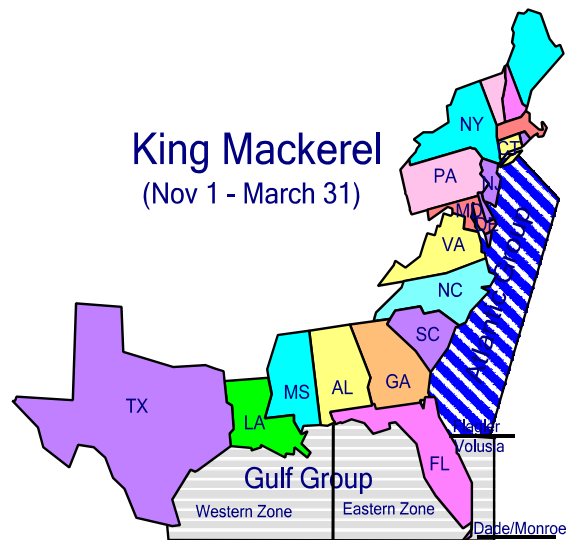 NY
King Mackerel
CT
(Nov 1 - March 31)
PA
NJ
MD
DE
VA
Atlantic Group
NC
SC
TX
MS
AL
GA
LA
Flagler
Volusia
Gulf Group
FL
Western Zone
Eastern Zone
Dade/Monroe